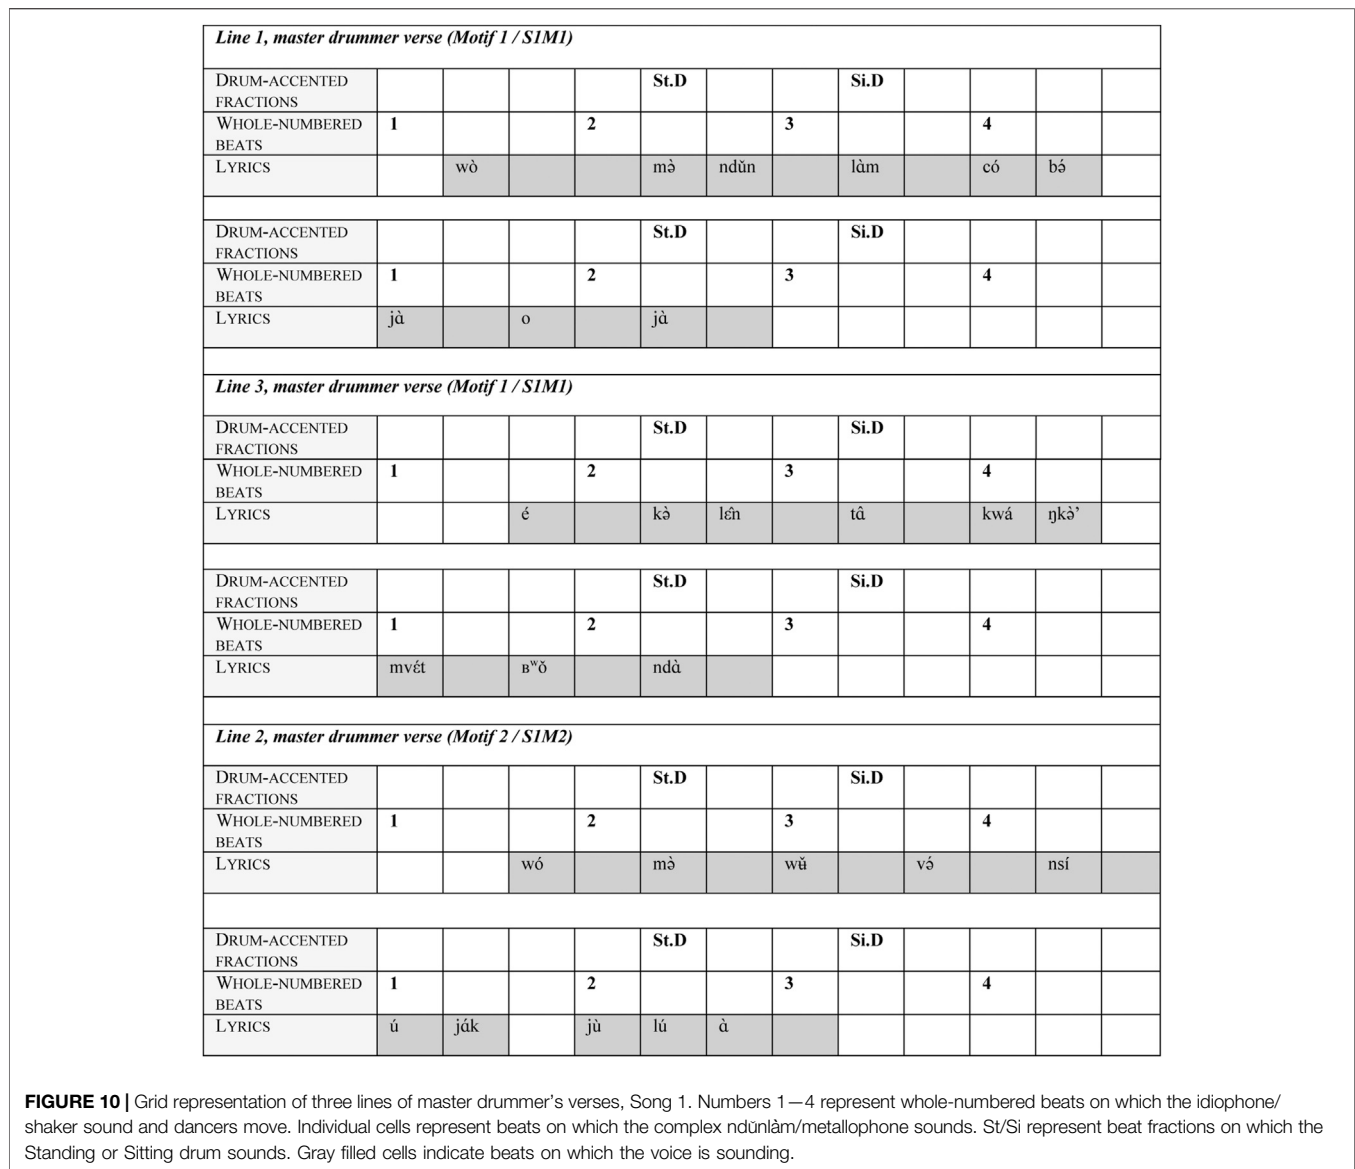 Line 1, master drummer verse (Motif 1 / S1M1)
DRUM-ACCENTED FRACTIONS St.D Si.D
WHOLE-NUMBERED BEATS 1 2 3 4
LYRICS wò mə̀ ndŭn làm có bə́
DRUM-ACCENTED FRACTIONS St.D Si.D
WHOLE-NUMBERED BEATS 1 2 3 4
LYRICS jɑ̀ o jɑ̀
Line 3, master drummer verse (Motif 1 / S1M1)
DRUM-ACCENTED FRACTIONS St.D Si.D
WHOLE-NUMBERED BEATS 1 2 3 4
LYRICS é kə̀ lɛ̂n tɑ̂ kwá ŋkə̀’
DRUM-ACCENTED FRACTIONS St.D Si.D
WHOLE-NUMBERED BEATS 1 2 3 4
LYRICS mvɛ́t ʙʷǒ ndɑ̀
Line 2, master drummer verse (Motif 2 / S1M2)
DRUM-ACCENTED FRACTIONS St.D Si.D
WHOLE-NUMBERED BEATS 1 2 3 4
LYRICS wó mə̀ wʉ̌ və́ nsí
DRUM-ACCENTED FRACTIONS St.D Si.D
WHOLE-NUMBERED BEATS 1 2 3 4
LYRICS ú jɑ́k jù lú ɑ̀
FIGURE 10 | Grid representation of three lines of master drummer’s verses, Song 1. Numbers 1—4 represent whole-numbered beats on which the idiophone/
shaker sound and dancers move. Individual cells represent beats on which the complex ndŭnlàm/metallophone sounds. St/Si represent beat fractions on which the
Standing or Sitting drum sounds. Gray filled cells indicate beats on which the voice is sounding.